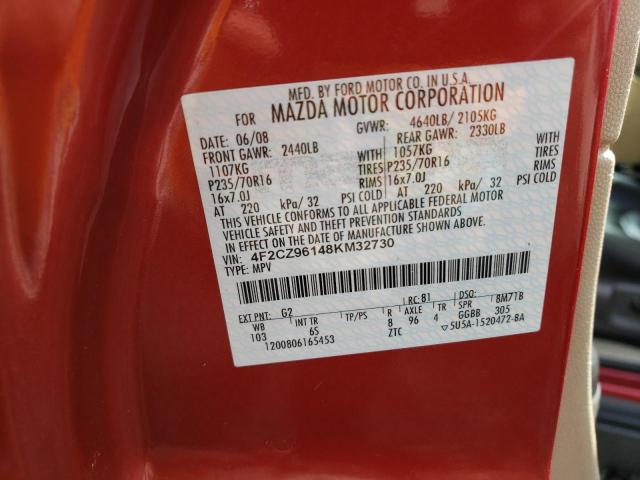 MFD. BY FORD MOTOR CO. IN U.S.A.
FOR MAZDA MOTOR CORPORATION
DATE: 06/08 GVWR: 4640LB/ 2105KG
FRONT GAWR: 2440LB REAR GAWR: 2330LB
1107KG WITH 1057KG WITH
P235/70R16 TIRES P235/70R16 TIRES
16x7.0J RIMS 16x7.0J RIMS
AT 220 kPa/ 32 PSI COLD AT 220 kPa/ 32 PSI COLD
THIS VEHICLE CONFORMS TO ALL APPLICABLE FEDERAL MOTOR
VEHICLE SAFETY AND THEFT PREVENTION STANDARDS
IN EFFECT ON THE DATE OF MANUFACTURE SHOWN ABOVE.
VIN: 4F2CZ96148KM32730
TYPE: MPV
EXT PNT: G2 RC: 81 DSO:
WB INT TR TP/PS R AXLE TR SPR 8M71B
103 6S 8 96 4 GGBB 305
1200806165453 ZTC ▽5U5A-1520472-BA